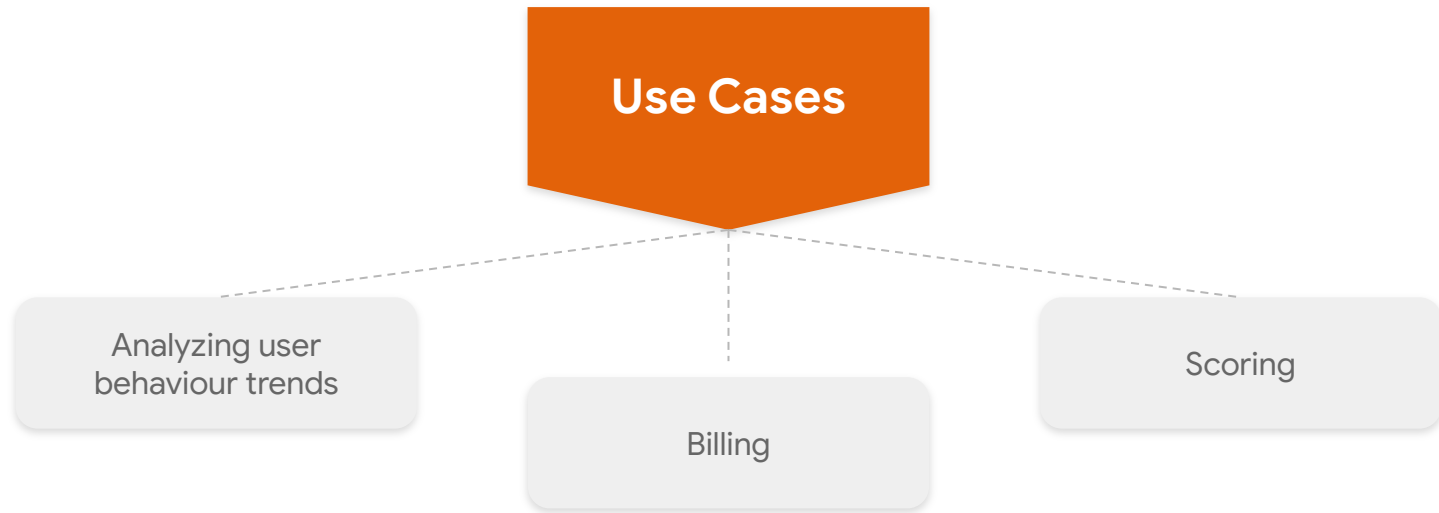 Use Cases
Analyzing user
behaviour trends
Billing
Scoring